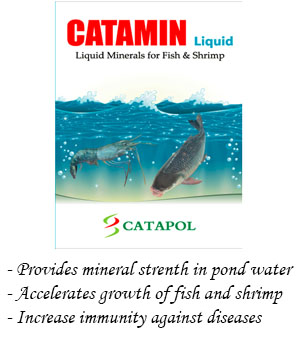 CATAMIN Liquid
Liquid Minerals for Fish & Shrimp
CATAPOL
- Provides mineral strenth in pond water
- Accelerates growth of fish and shrimp
- Increase immunity against diseases